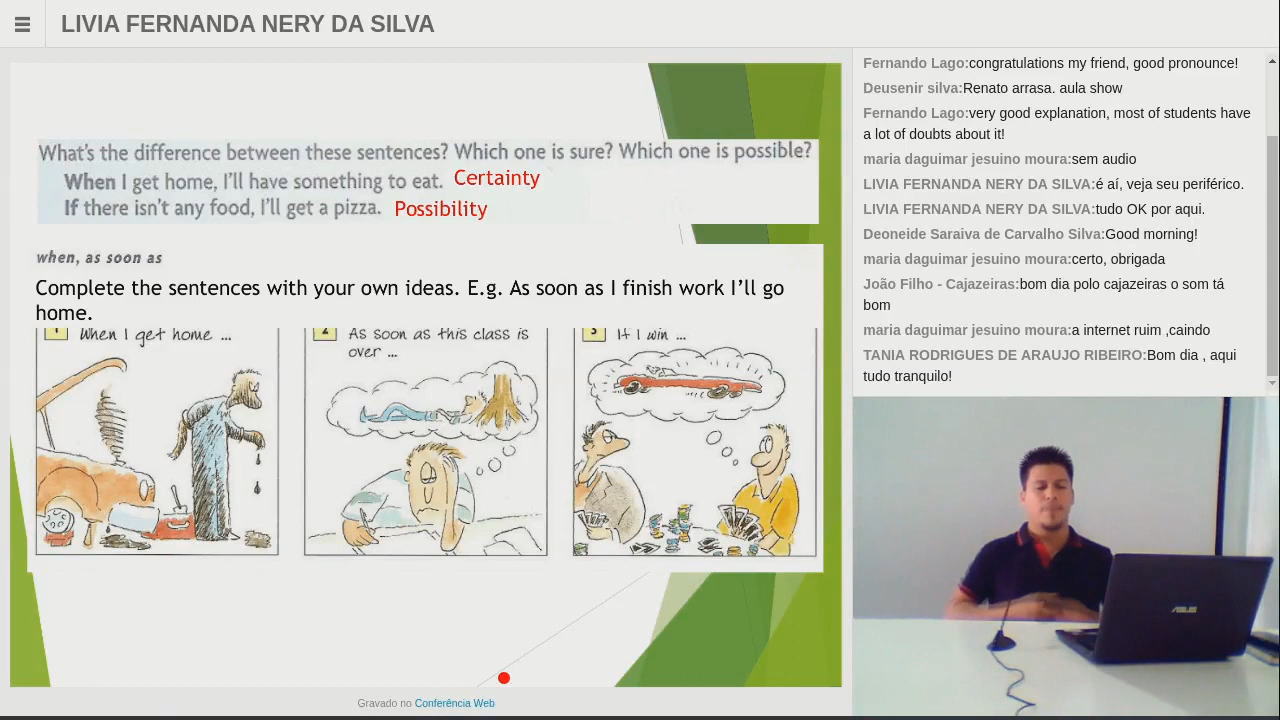 LIVIA FERNANDA NERY DA SILVA
What's the difference between these sentences? Which one is sure? Which one is possible?
When I get home, I'll have something to eat. Certainty
If there isn't any food, I'll get a pizza. Possibility
when, as soon as
Complete the sentences with your own ideas. E.g. As soon as I finish work I'll go
home.
1 When I get home ...
2 As soon as this class is
over ...
3 If I win ...
Gravado no Conferência Web
Fernando Lago:congratulations my friend, good pronounce!
Deusenir silva:Renato arrasa. aula show
Fernando Lago:very good explanation, most of students have
a lot of doubts about it!
maria daguimar jesuino moura:sem audio
LIVIA FERNANDA NERY DA SILVA:é aí, veja seu periférico.
LIVIA FERNANDA NERY DA SILVA:tudo OK por aqui.
Deoneide Saraiva de Carvalho Silva:Good morning!
maria daguimar jesuino moura:certo, obrigada
João Filho - Cajazeiras:bom dia polo cajazeiras o som tá
bom
maria daguimar jesuino moura:a internet ruim ,caindo
TANIA RODRIGUES DE ARAUJO RIBEIRO:Bom dia , aqui
tudo tranquilo!
ASUS